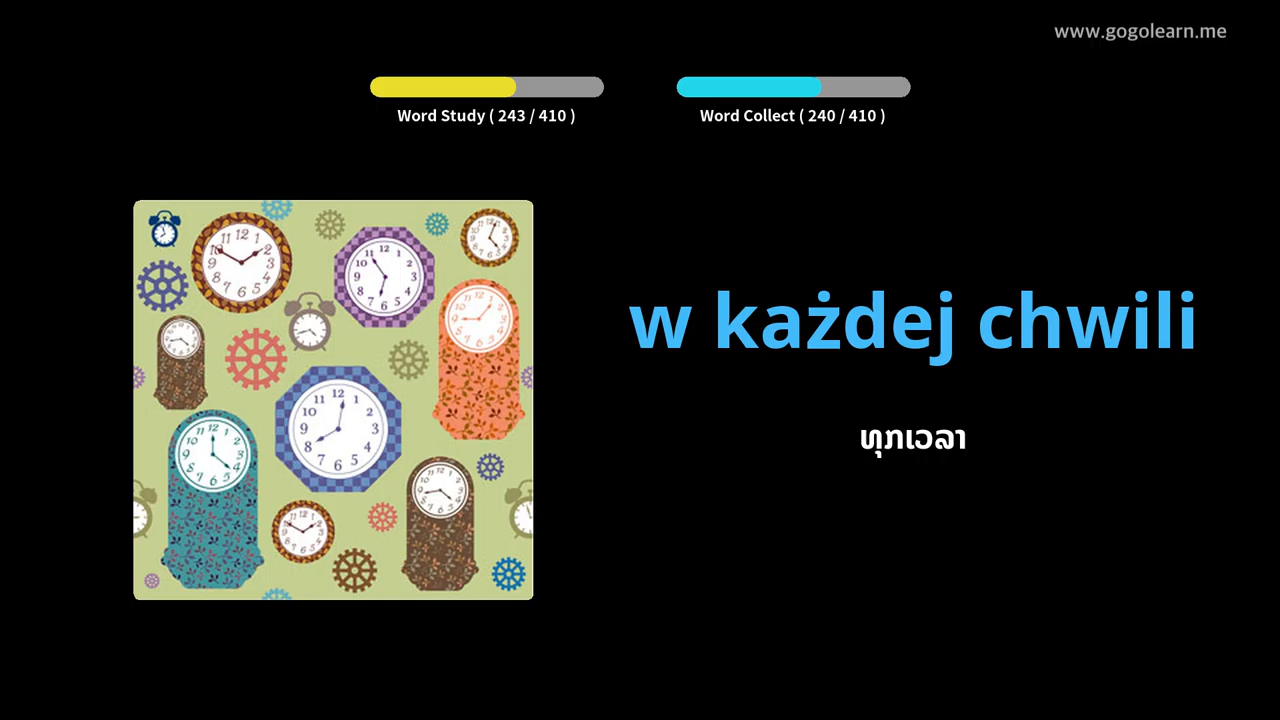 www.gogolearn.me
Word Study ( 243 / 410 )
Word Collect ( 240 / 410 )
w każdej chwili
ທຸກເວລາ